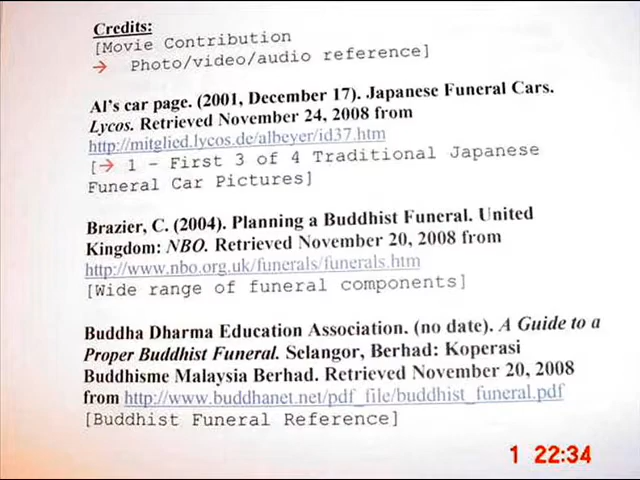 Credits:
[Movie Contribution
→ Photo/video/audio reference]
Al's car page. (2001, December 17). Japanese Funeral Cars.
Lycos. Retrieved November 24, 2008 from
http://mitglied.lycos.de/albeyer/id37.htm
[→ 1 - First 3 of 4 Traditional Japanese
Funeral Car Pictures]
Brazier, C. (2004). Planning a Buddhist Funeral. United
Kingdom: NBO. Retrieved November 20, 2008 from
http://www.nbo.org.uk/funerals/funerals.htm
[Wide range of funeral components]
Buddha Dharma Education Association. (no date). A Guide to a
Proper Buddhist Funeral. Selangor, Berhad: Koperasi
Buddhisme Malaysia Berhad. Retrieved November 20, 2008
from http://www.buddhanet.net/pdf_file/buddhist_funeral.pdf
[Buddhist Funeral Reference]
1 22:34